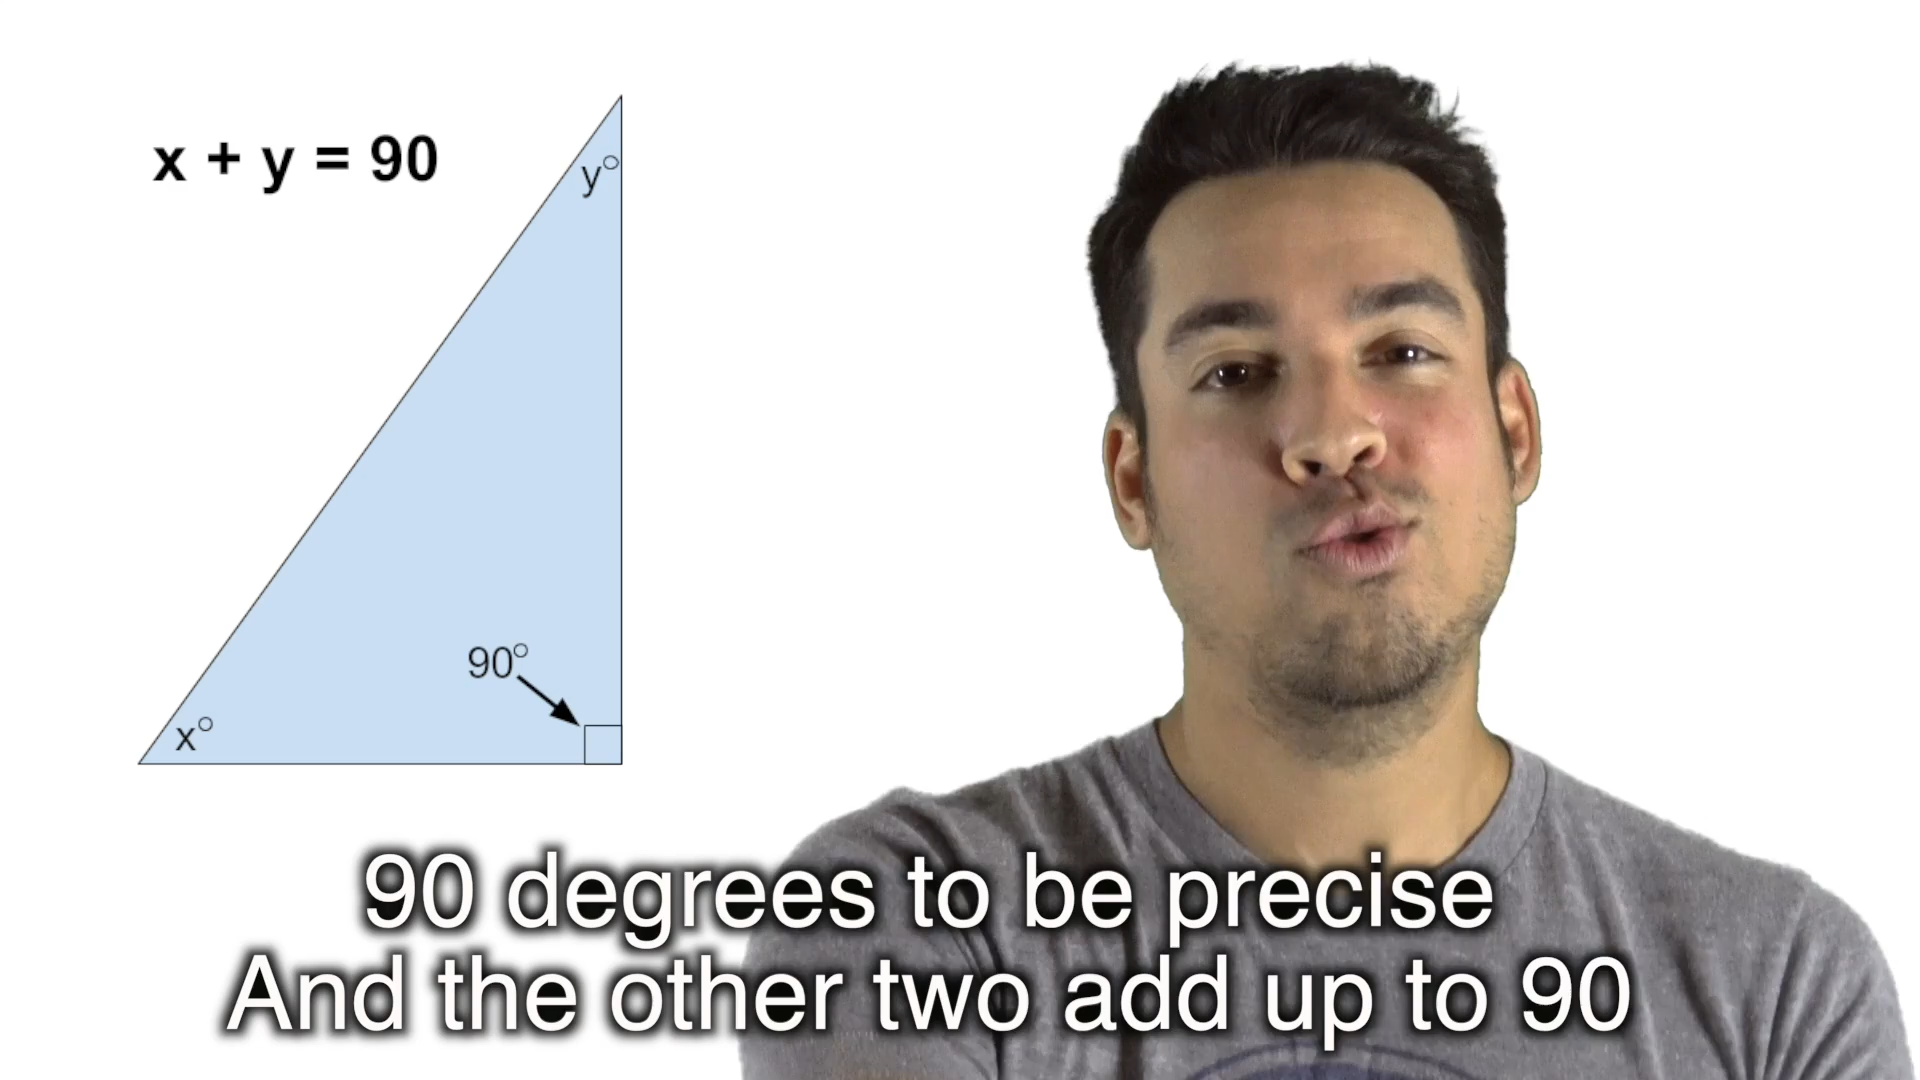 x + y = 90
y°
90°
x°
90 degrees to be precise
And the other two add up to 90